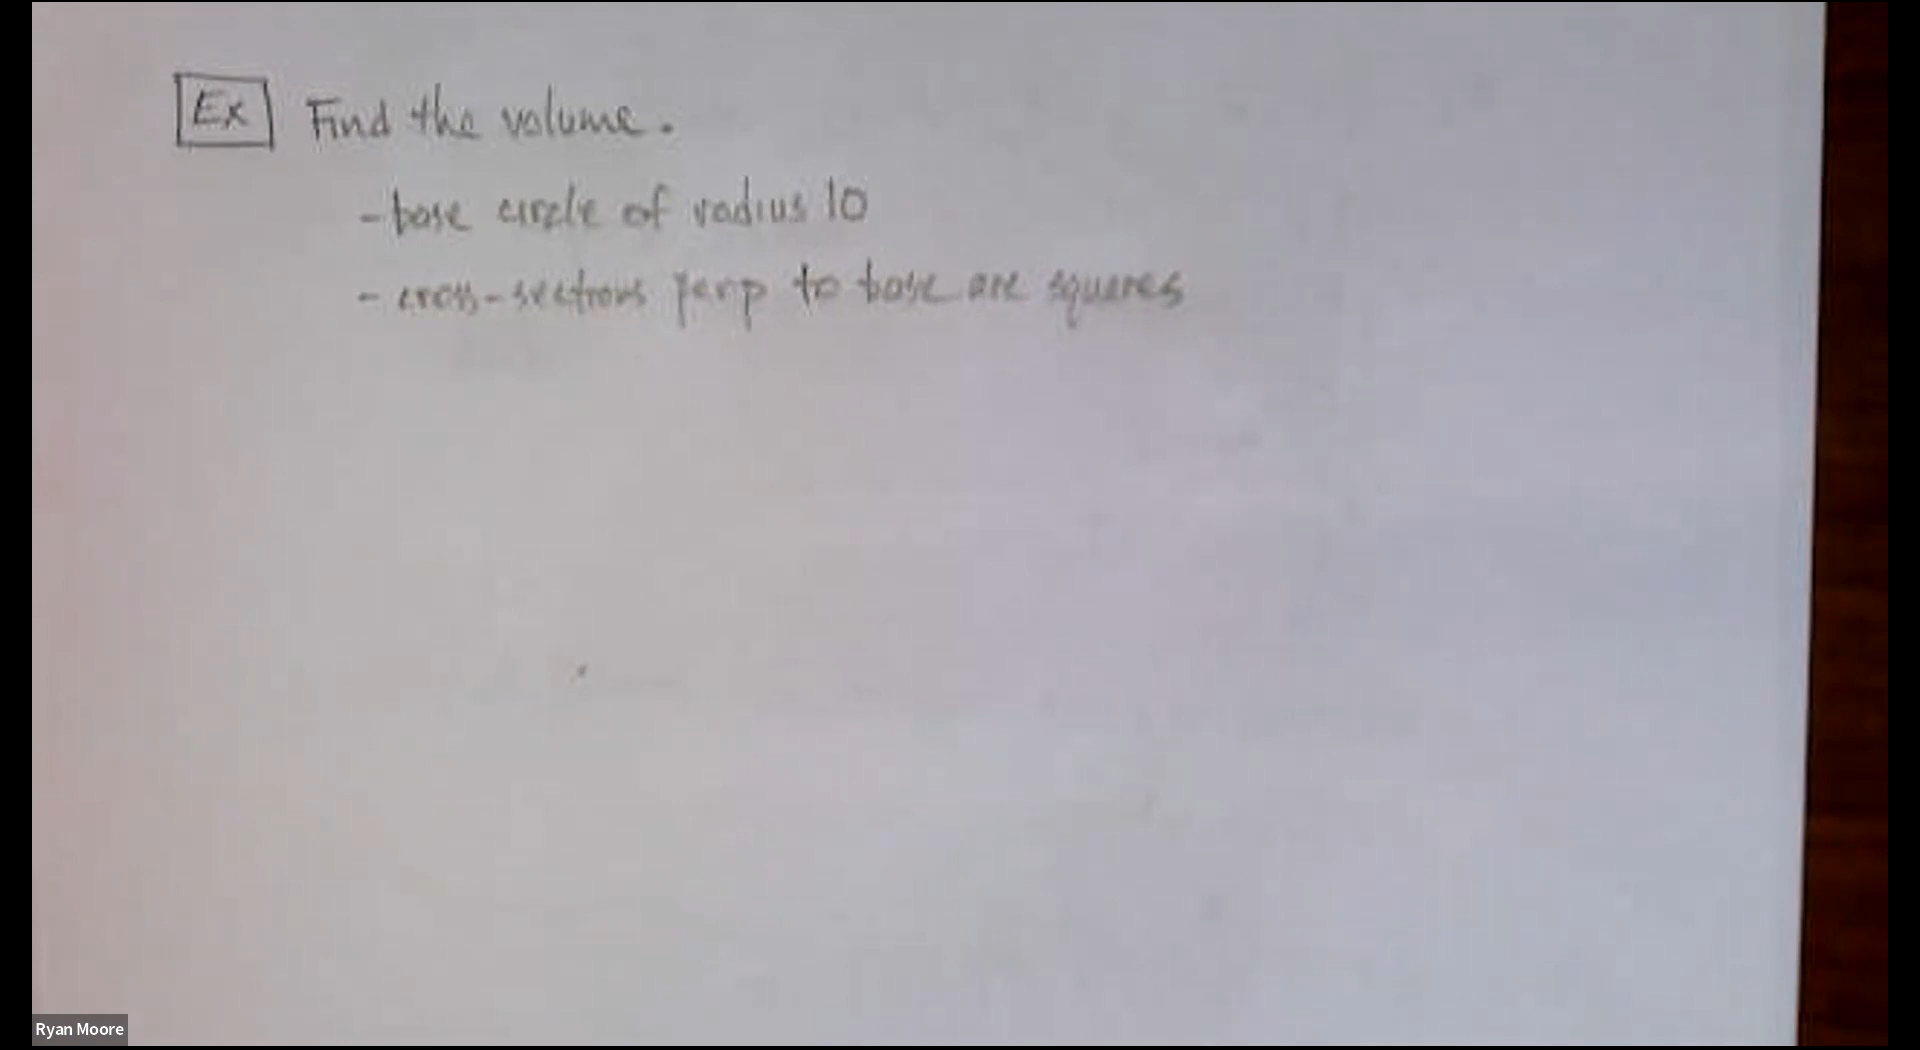 Ex Find the volume.
- base circle of radius 10
- cross-sections perp to base are squares
Ryan Moore